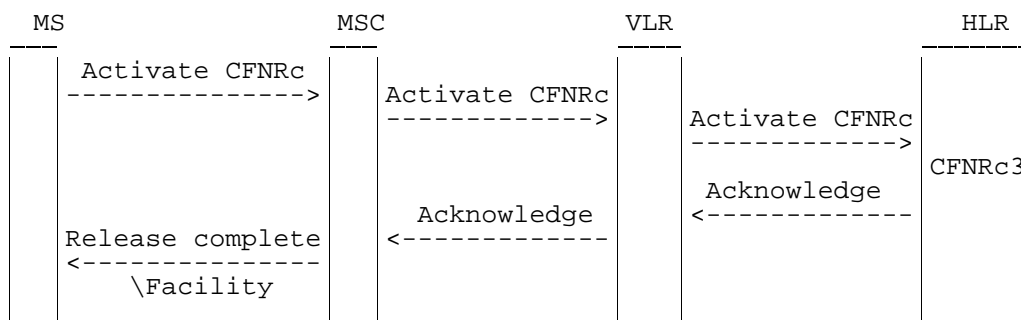 MS MSC VLR HLR
Activate CFNRc
Activate CFNRc
Activate CFNRc
CFNRc3
Acknowledge
Acknowledge
Release complete
\Facility